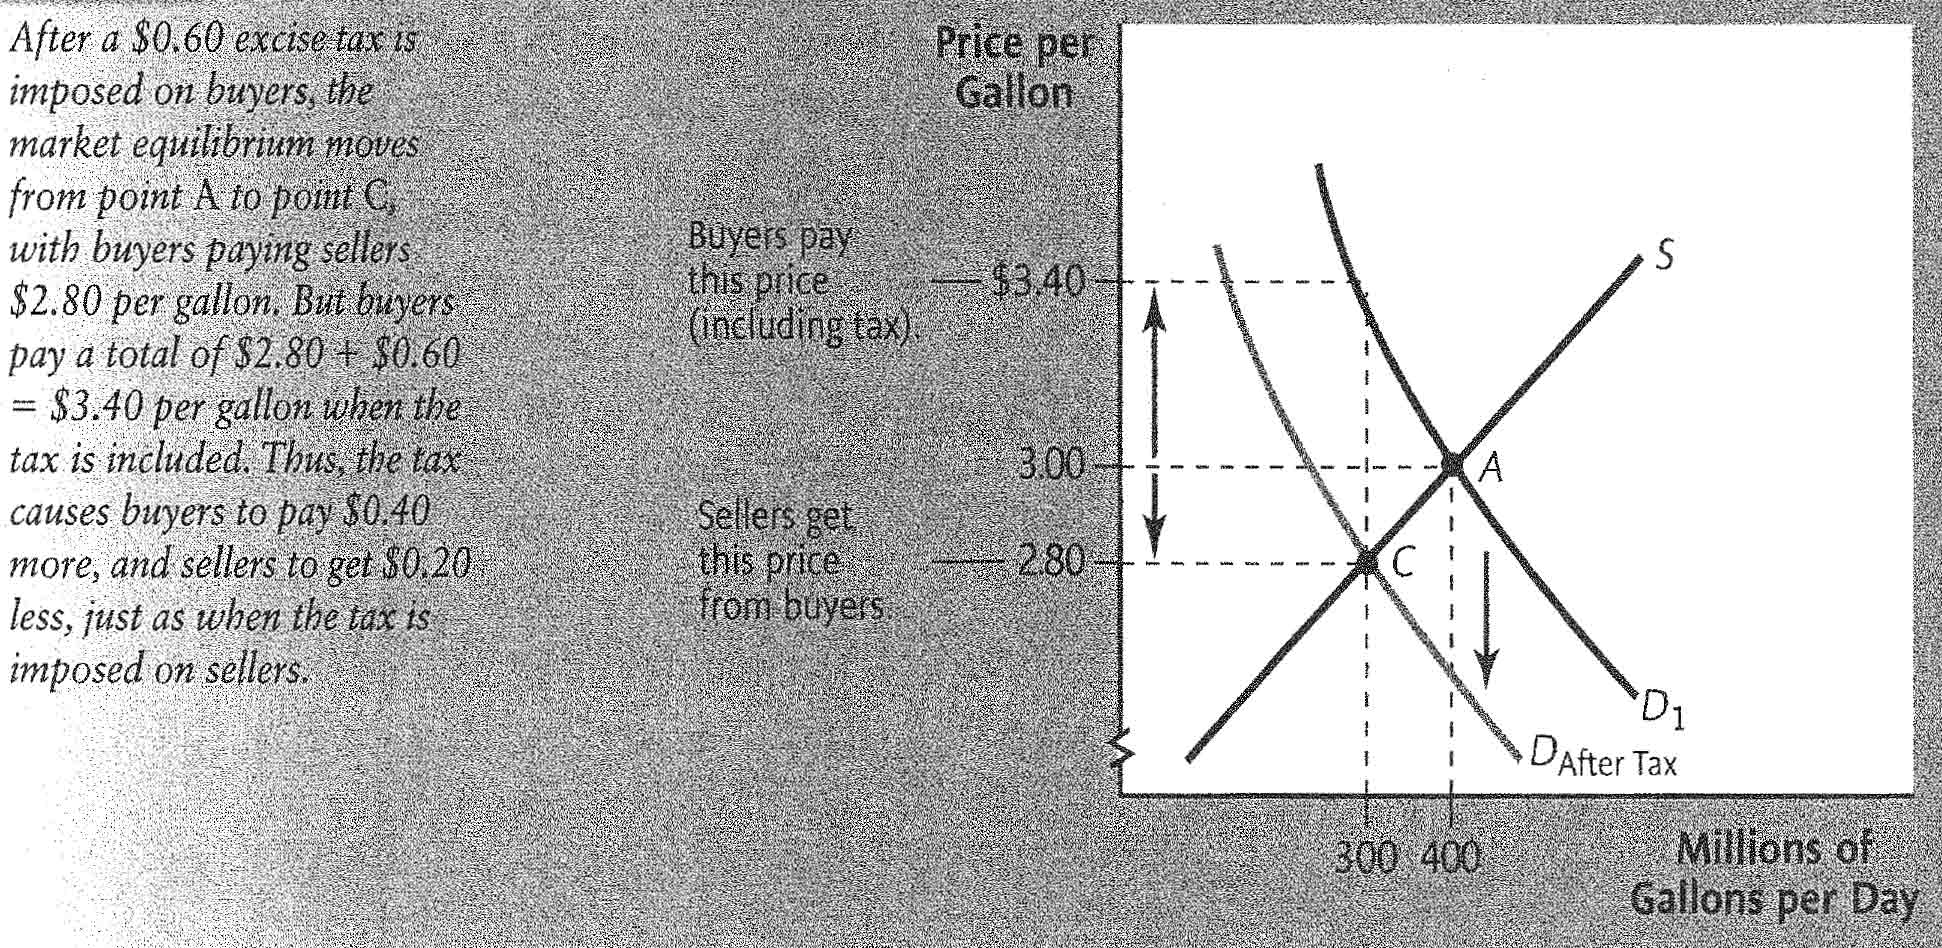 After a $0.60 excise tax is
imposed on buyers, the
market equilibrium moves
from point A to point C,
with buyers paying sellers
$2.80 per gallon. But buyers
pay a total of $2.80 + $0.60
= $3.40 per gallon when the
tax is included. Thus, the tax
causes buyers to pay $0.40
more, and sellers to get $0.20
less, just as when the tax is
imposed on sellers.
Price per
Gallon
Buyers pay
this price
(including tax).
$3.40
3.00
Sellers get
this price
from buyers.
2.80
S
A
C
D1
DAfter Tax
300 400
Millions of
Gallons per Day